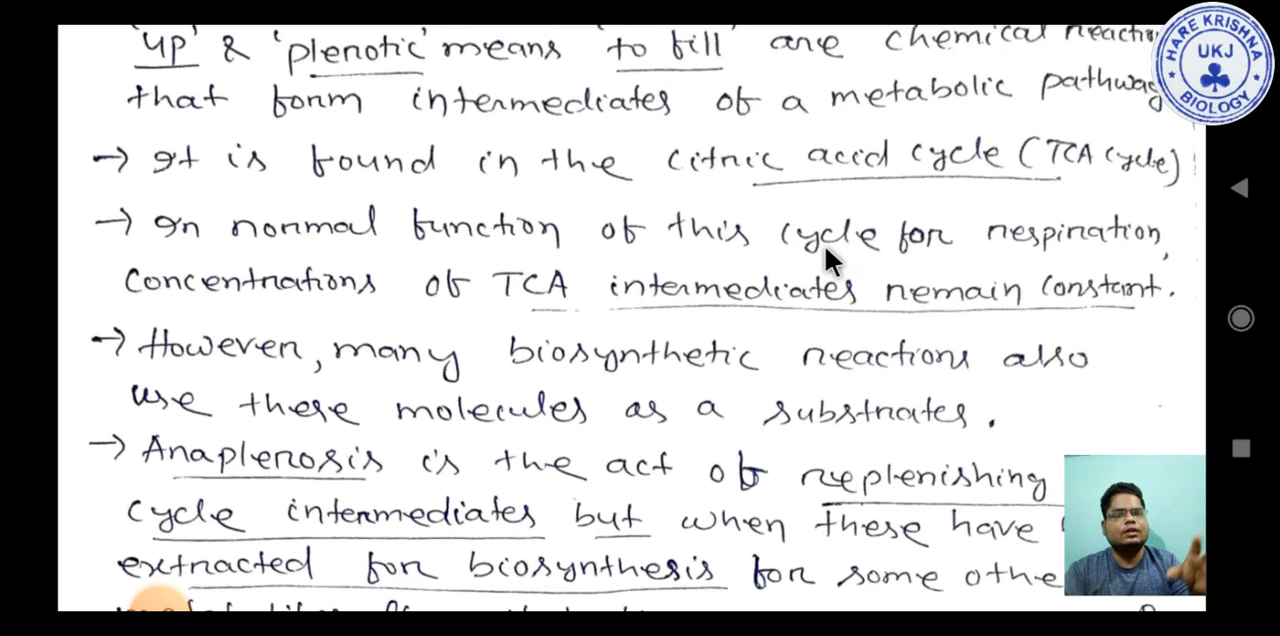 'up' & 'plenotic' means 'to fill' are chemical reactio
that form intermediates of a metabolic pathway
→ It is found in the citric acid cycle (TCA cycle)
→ In normal function of this cycle for respiration,
concentrations of TCA intermediates remain constant.
→ However, many biosynthetic reactions also
use these molecules as a substrates.
→ Anaplerosis is the act of replenishing
cycle intermediates but when these have
extracted for biosynthesis for some othe
HARE KRISHNA
UKJ
BIOLOGY